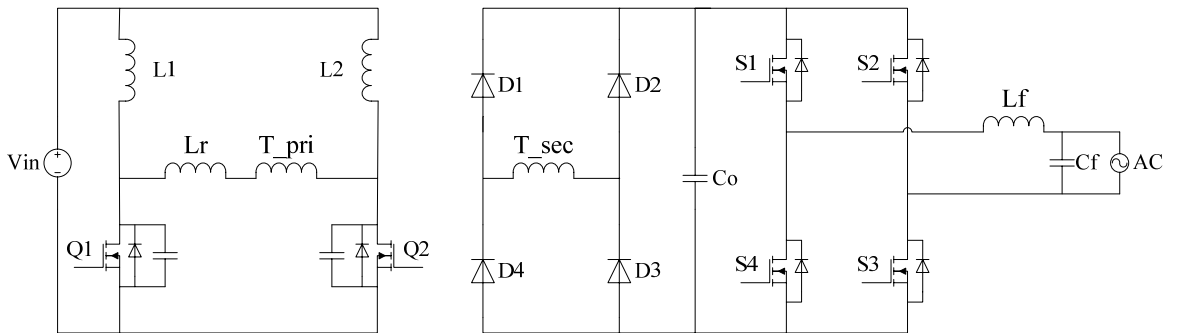 L1
L2
Lr
T_pri
Vin
Q1
Q2
D1
D2
T_sec
D4
D3
Co
S1
S2
Lf
Cf
AC
S4
S3